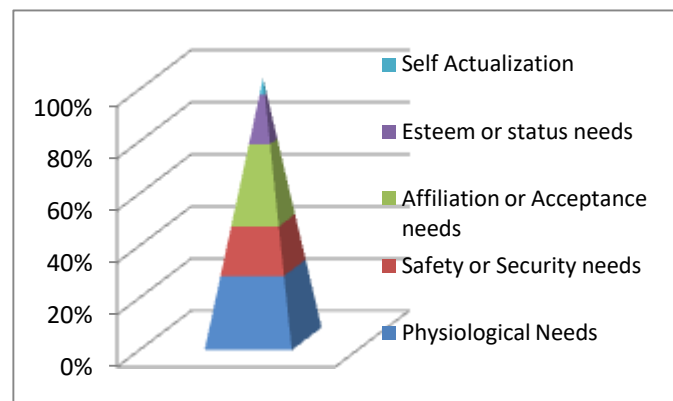 100%
80%
60%
40%
20%
0%
Self Actualization
Esteem or status needs
Affiliation or Acceptance
needs
Safety or Security needs
Physiological Needs